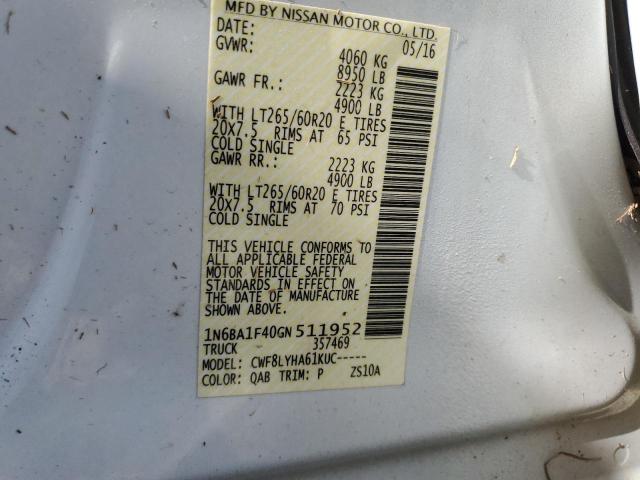 MFD BY NISSAN MOTOR CO., LTD.
DATE: 05/16
GVWR: 4060 KG
8950 LB
GAWR FR.: 2223 KG
4900 LB
WITH LT265/60R20 E TIRES
20X7.5 RIMS AT 65 PSI
COLD SINGLE
GAWR RR.: 2223 KG
4900 LB
WITH LT265/60R20 E TIRES
20X7.5 RIMS AT 70 PSI
COLD SINGLE
THIS VEHICLE CONFORMS TO
ALL APPLICABLE FEDERAL
MOTOR VEHICLE SAFETY
STANDARDS IN EFFECT ON
THE DATE OF MANUFACTURE
SHOWN ABOVE.
1N6BA1F40GN511952
TRUCK 357469
MODEL: CWF8LYHA61KUC-----
COLOR: QAB TRIM: P ZS10A